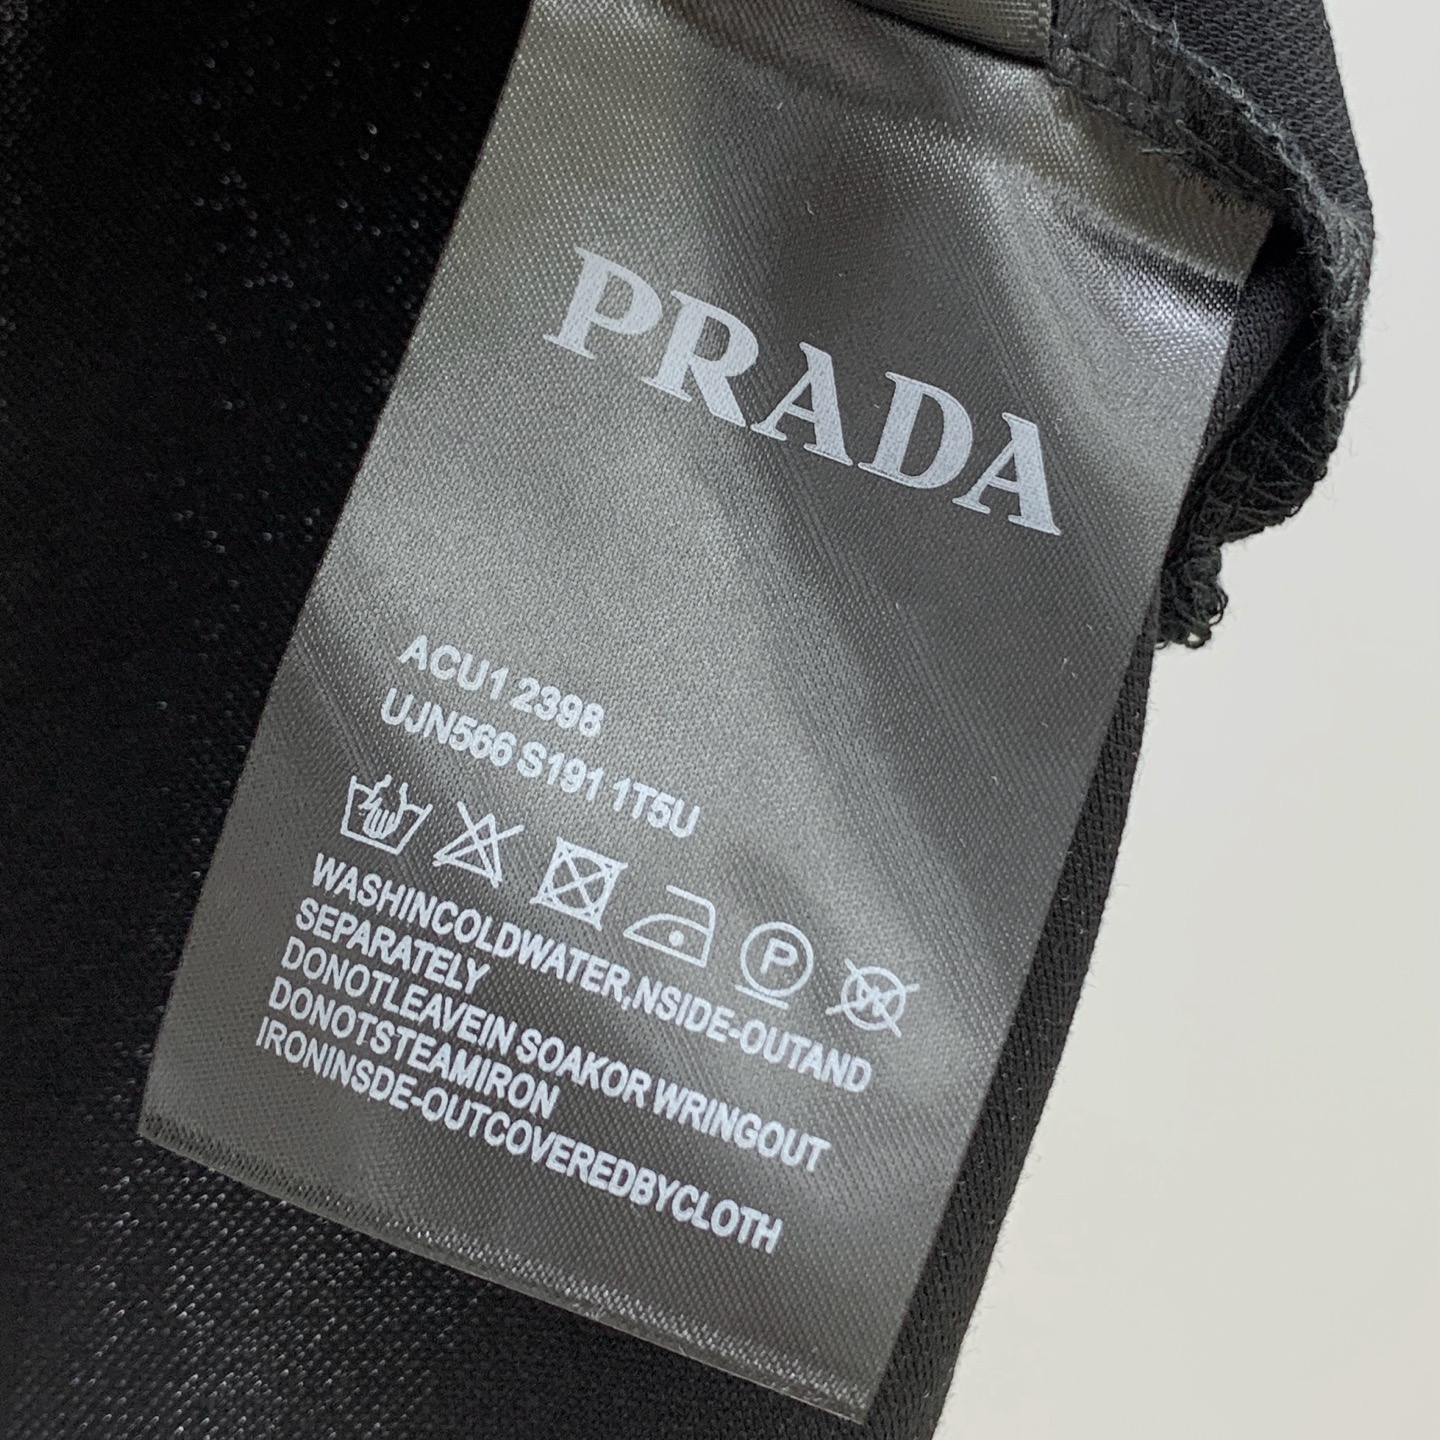 PRADA
ACU1 2398
UJN566 S191 1T5U
P
WASHINCOLDWATER,NSIDE-OUTAND
SEPARATELY
DONOTLEAVEIN SOAKOR WRINGOUT
DONOTSTEAMIRON
IRONINSDE-OUTCOVEREDBYCLOTH